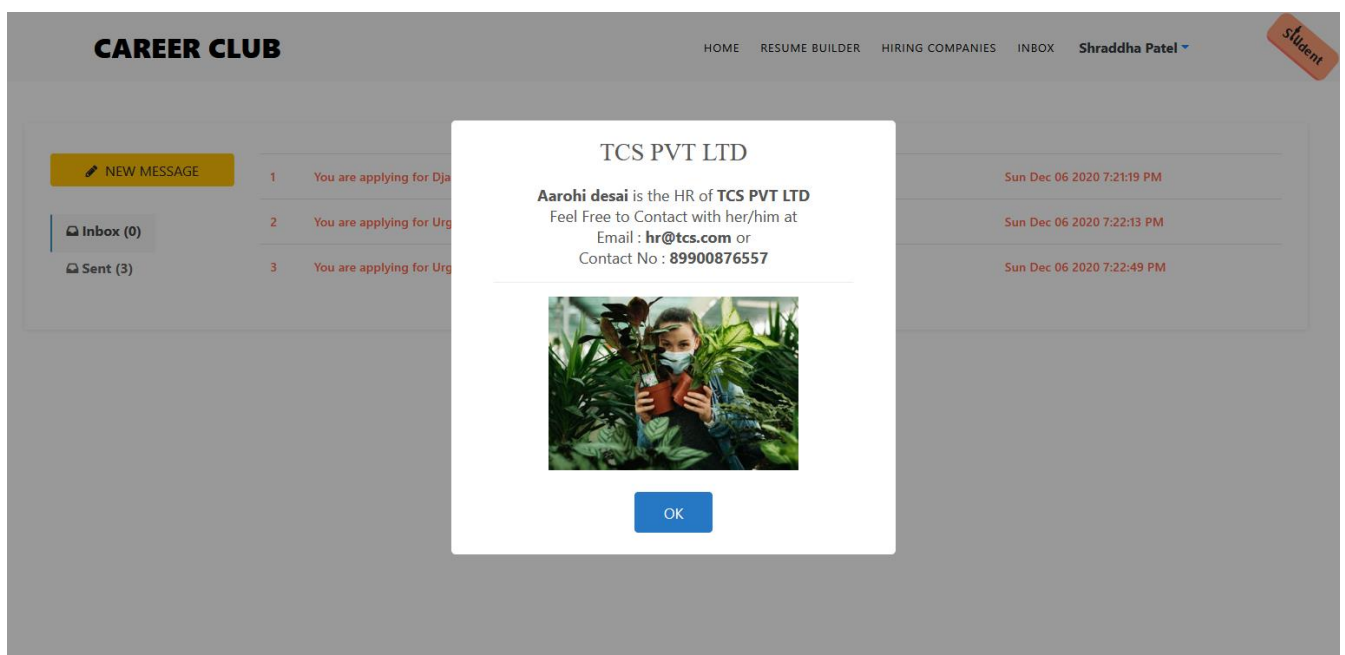 CAREER CLUB
HOME RESUME BUILDER HIRING COMPANIES INBOX Shraddha Patel
student
NEW MESSAGE
Inbox (0)
Sent (3)
1 You are applying for Dja Sun Dec 06 2020 7:21:19 PM
2 You are applying for Urg Sun Dec 06 2020 7:22:13 PM
3 You are applying for Urg Sun Dec 06 2020 7:22:49 PM
TCS PVT LTD
Aarohi desai is the HR of TCS PVT LTD
Feel Free to Contact with her/him at
Email : hr@tcs.com or
Contact No : 89900876557
OK